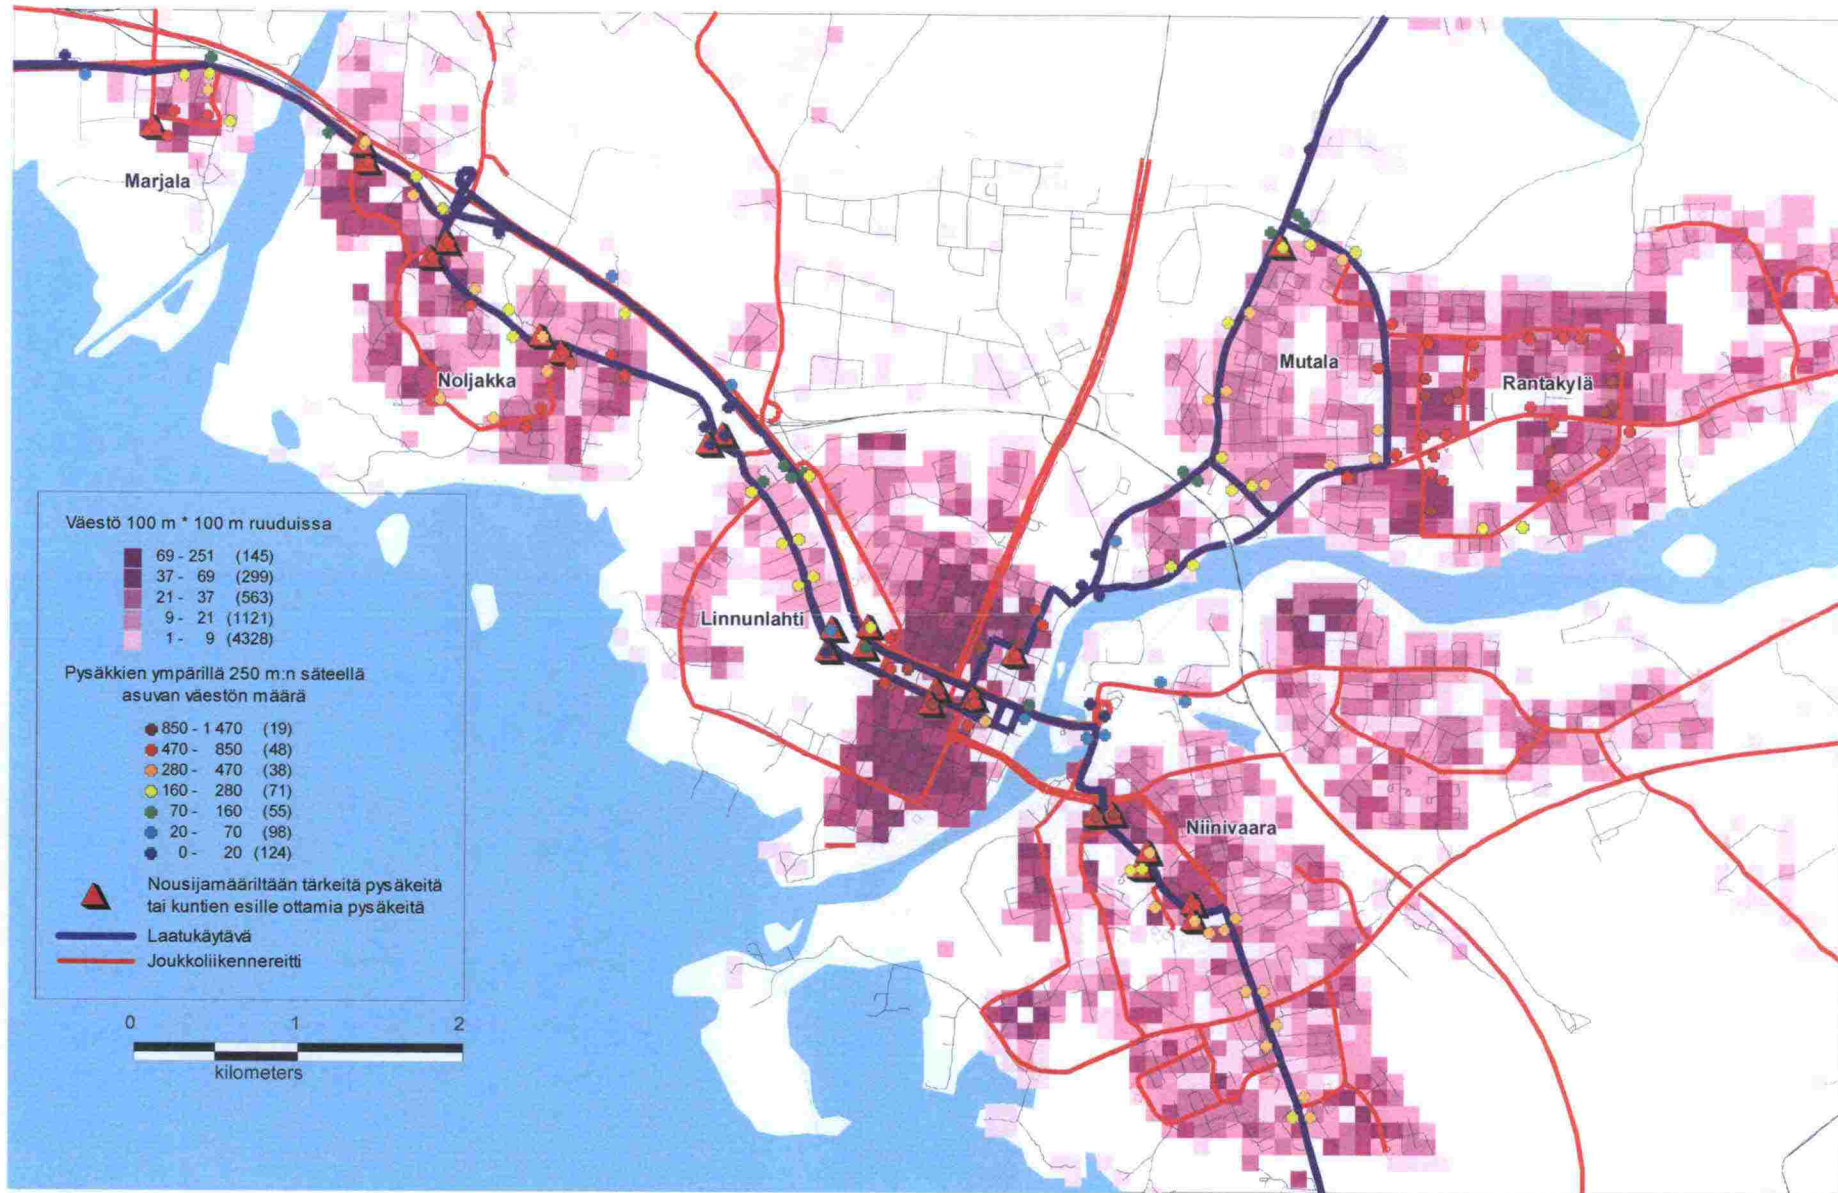 Marjala
Noljakka
Mutala
Rantakylä
Linnunlahti
Niinivaara
Väestö 100 m * 100 m ruuduissa
69 - 251 (145)
37 - 69 (299)
21 - 37 (563)
9 - 21 (1121)
1 - 9 (4328)
Pysäkkien ympärillä 250 m:n säteellä
asuvan väestön määrä
850 - 1 470 (19)
470 - 850 (48)
280 - 470 (38)
160 - 280 (71)
70 - 160 (55)
20 - 70 (98)
0 - 20 (124)
Nousijamääriltään tärkeitä pysäkeitä
tai kuntien esille ottamia pysäkeitä
Laatukäytävä
Joukkoliikennereitti
0 1 2
kilometers